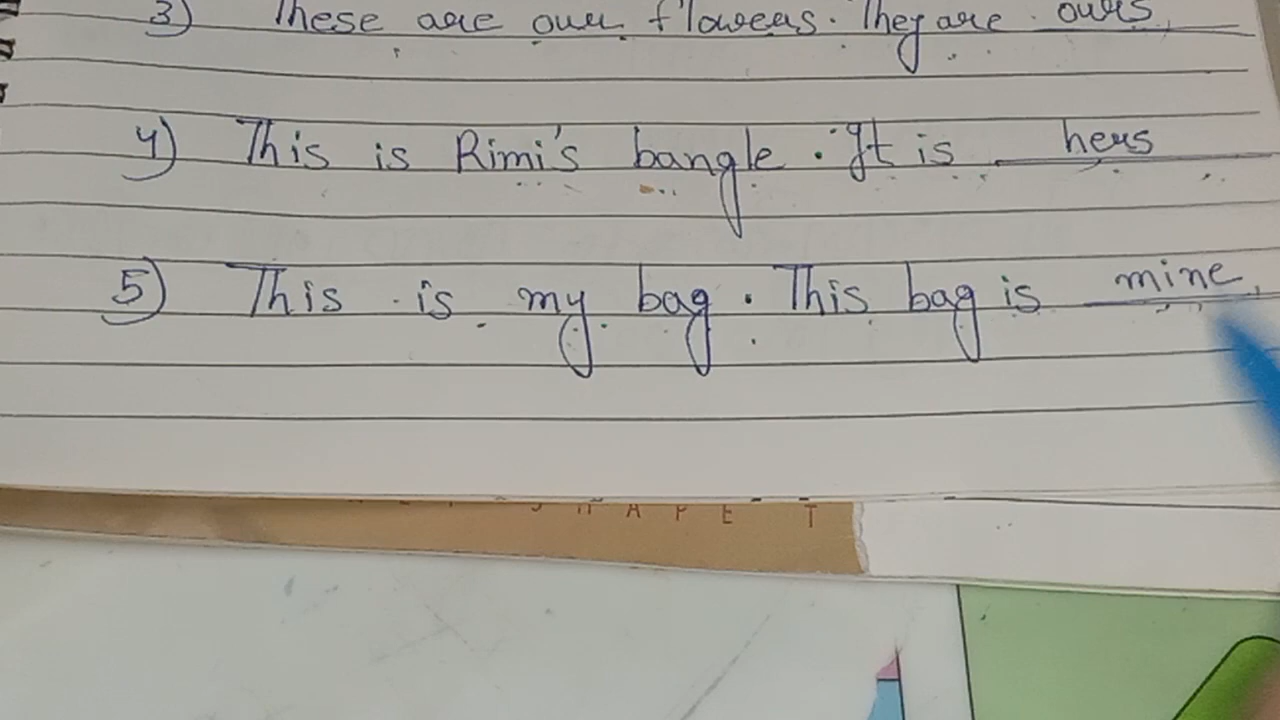 3) These are our flowers. They are ours
4) This is Rimi's bangle. It is hers
5) This is my bag. This bag is mine.